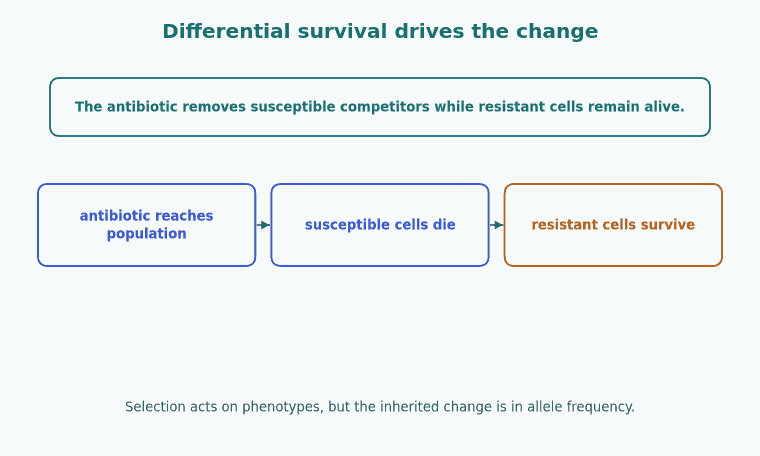 Differential survival drives the change
The antibiotic removes susceptible competitors while resistant cells remain alive.
antibiotic reaches
population
susceptible cells die
resistant cells survive
Selection acts on phenotypes, but the inherited change is in allele frequency.